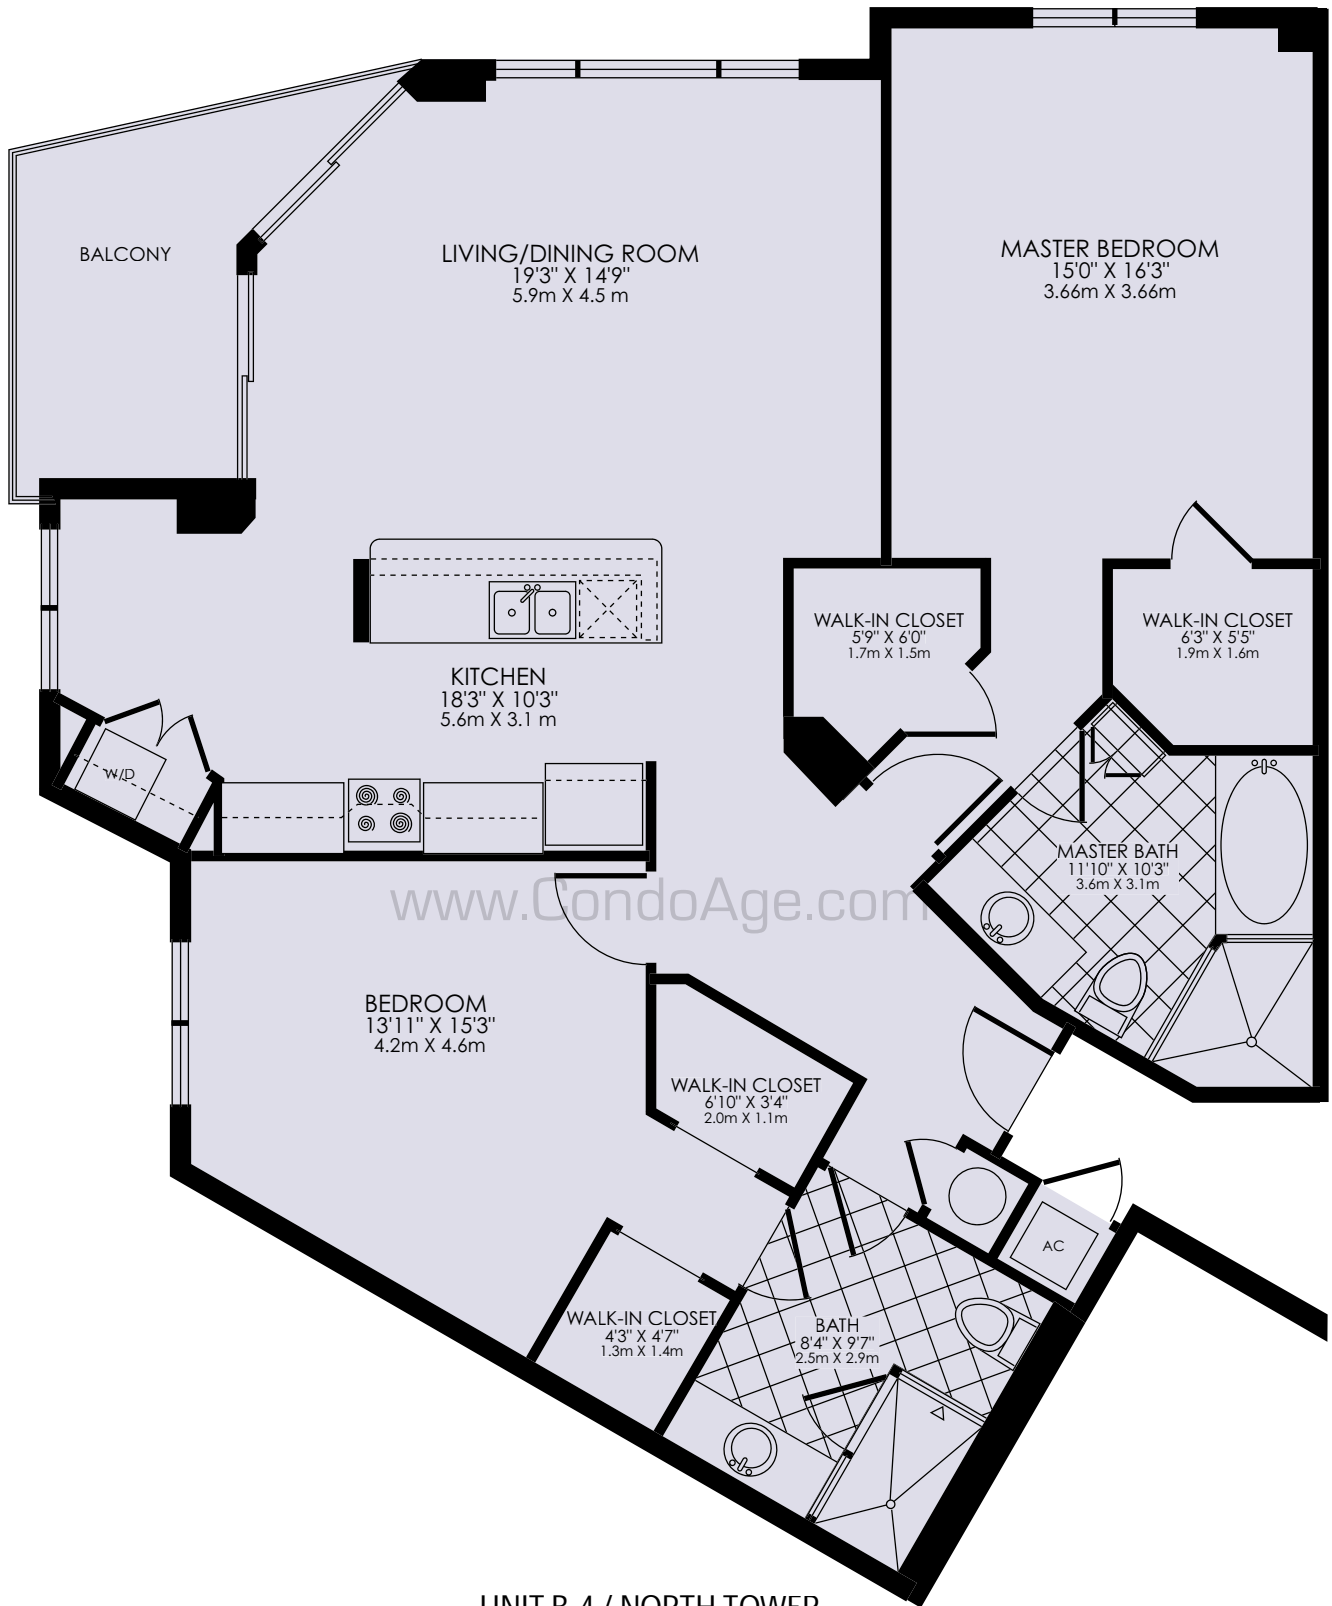 BALCONY
LIVING/DINING ROOM
19'3" X 14'9"
5.9m X 4.5 m
MASTER BEDROOM
15'0" X 16'3"
3.66m X 3.66m
WALK-IN CLOSET
5'9" X 6'0"
1.7m X 1.5m
WALK-IN CLOSET
6'3" X 5'5"
1.9m X 1.6m
KITCHEN
18'3" X 10'3"
5.6m X 3.1 m
W/D
MASTER BATH
11'10" X 10'3"
3.6m X 3.1m
www.CondoAge.com
BEDROOM
13'11" X 15'3"
4.2m X 4.6m
WALK-IN CLOSET
6'10" X 3'4"
2.0m X 1.1m
AC
WALK-IN CLOSET
4'3" X 4'7"
1.3m X 1.4m
BATH
8'4" X 9'7"
2.5m X 2.9m
UNIT B-4 / NORTH TOWER